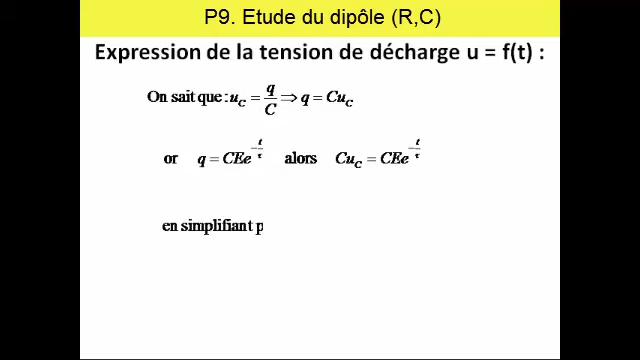 P9. Etude du dipôle (R,C)
Expression de la tension de décharge u = f(t) :
On sait que : u_C = q/C ⟹ q = Cu_C
or q = CEe^{-t/τ} alors Cu_C = CEe^{-t/τ}
en simplifiant p